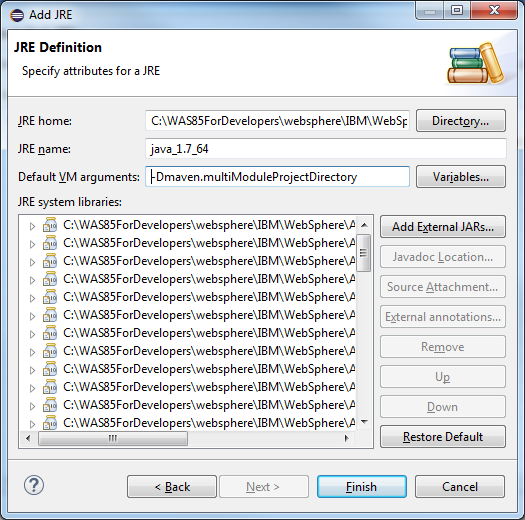 Add JRE
JRE Definition
Specify attributes for a JRE
JRE home: C:\WAS85ForDevelopers\websphere\IBM\WebSp Directory...
JRE name: java_1.7_64
Default VM arguments: -Dmaven.multiModuleProjectDirectory Variables...
JRE system libraries:
C:\WAS85ForDevelopers\websphere\IBM\WebSphere\A Add External JARs...
C:\WAS85ForDevelopers\websphere\IBM\WebSphere\A
C:\WAS85ForDevelopers\websphere\IBM\WebSphere\A Javadoc Location...
C:\WAS85ForDevelopers\websphere\IBM\WebSphere\A Source Attachment...
C:\WAS85ForDevelopers\websphere\IBM\WebSphere\A
C:\WAS85ForDevelopers\websphere\IBM\WebSphere\A External annotations...
C:\WAS85ForDevelopers\websphere\IBM\WebSphere\A Remove
C:\WAS85ForDevelopers\websphere\IBM\WebSphere\A
C:\WAS85ForDevelopers\websphere\IBM\WebSphere\A Up
C:\WAS85ForDevelopers\websphere\IBM\WebSphere\A Down
C:\WAS85ForDevelopers\websphere\IBM\WebSphere\A
Restore Default
? < Back Next > Finish Cancel